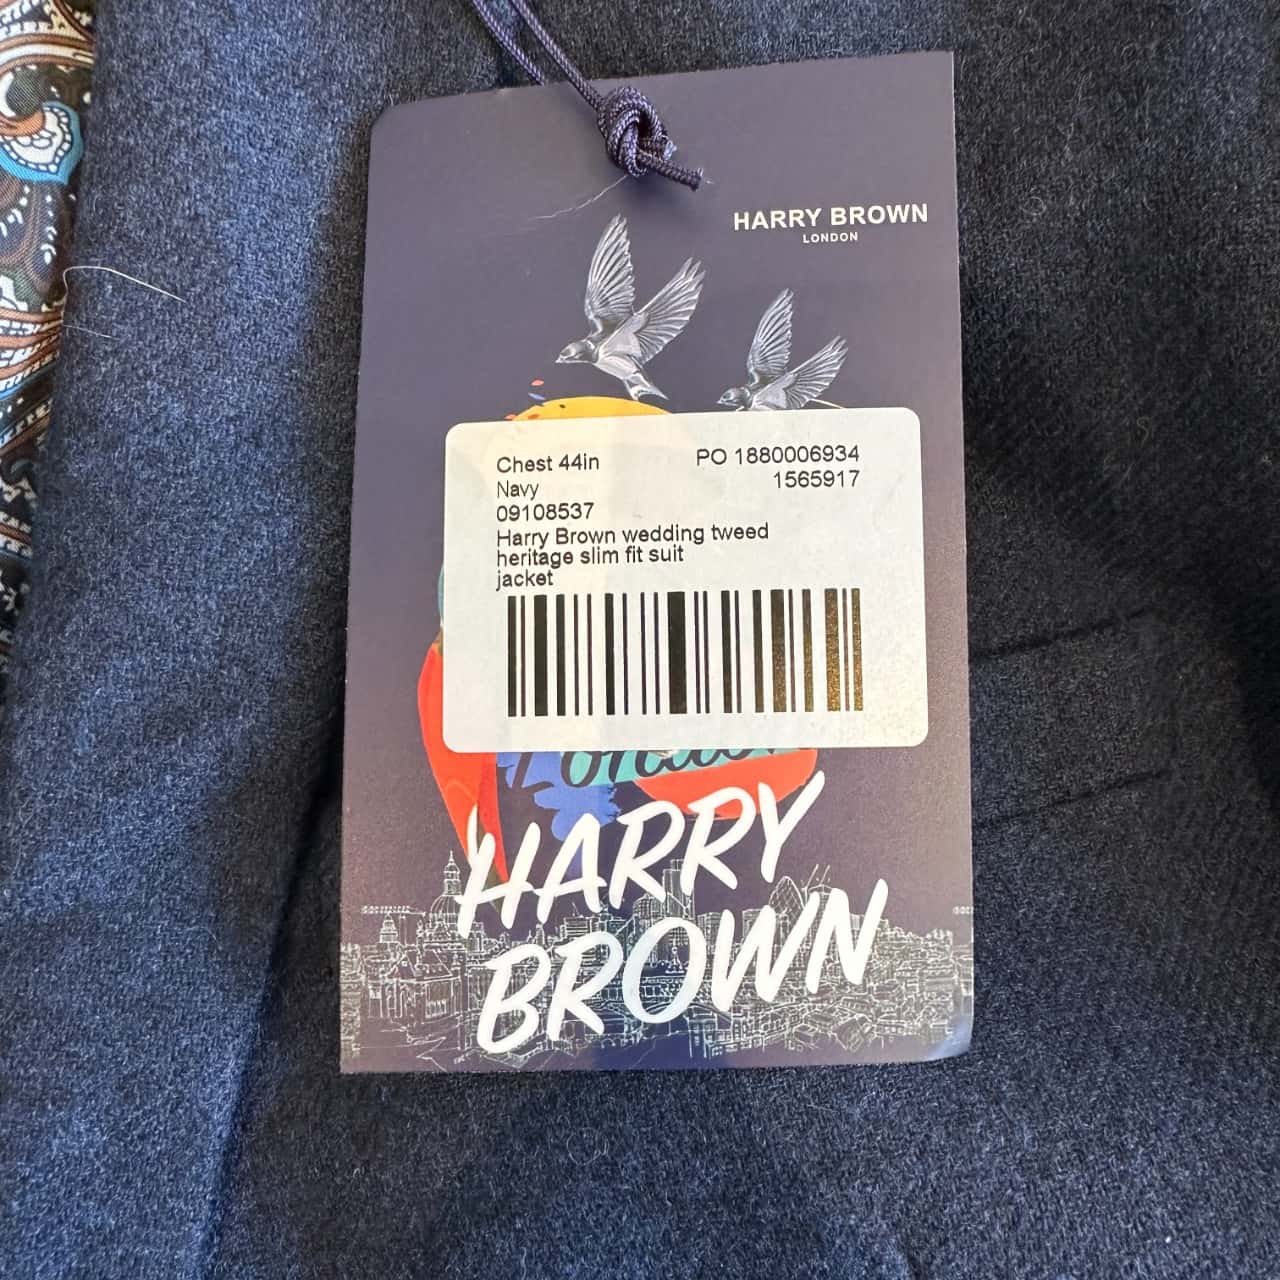 HARRY BROWN
LONDON
Chest 44in
PO 1880006934
Navy
1565917
09108537
Harry Brown wedding tweed
heritage slim fit suit
jacket
HARRY
BROWN